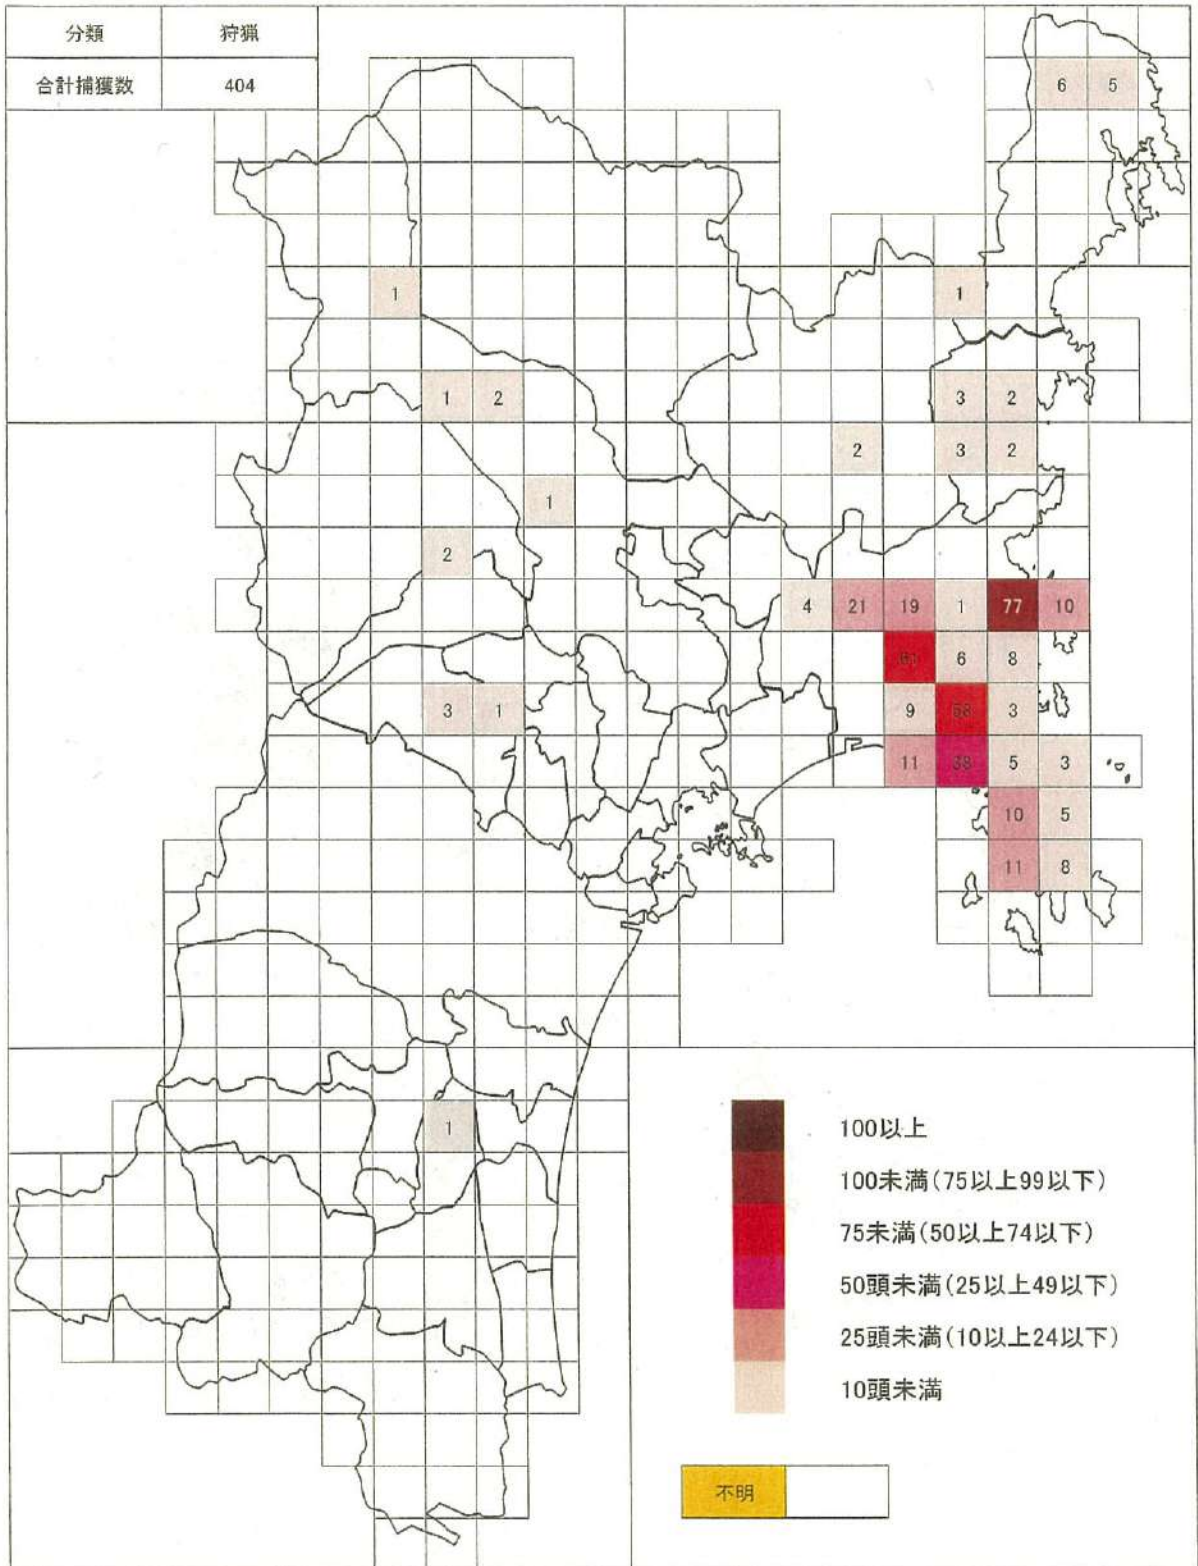 分類 狩猟
合計捕獲数 404
6 5
1 1
1 2 3 2
2 3 2
1
2
4 21 19 1 77 10
61 6 8
3 1 9 58 3
11 38 5 3
10 5
11 8
1
100以上
100未満(75以上99以下)
75未満(50以上74以下)
50頭未満(25以上49以下)
25頭未満(10以上24以下)
10頭未満
不明